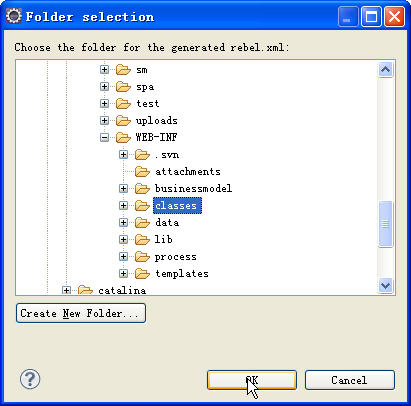 Folder selection
Choose the folder for the generated rebel.xml:
sm
spa
test
uploads
WEB-INF
.svn
attachments
businessmodel
classes
data
lib
process
templates
catalina
Create New Folder...
OK
Cancel